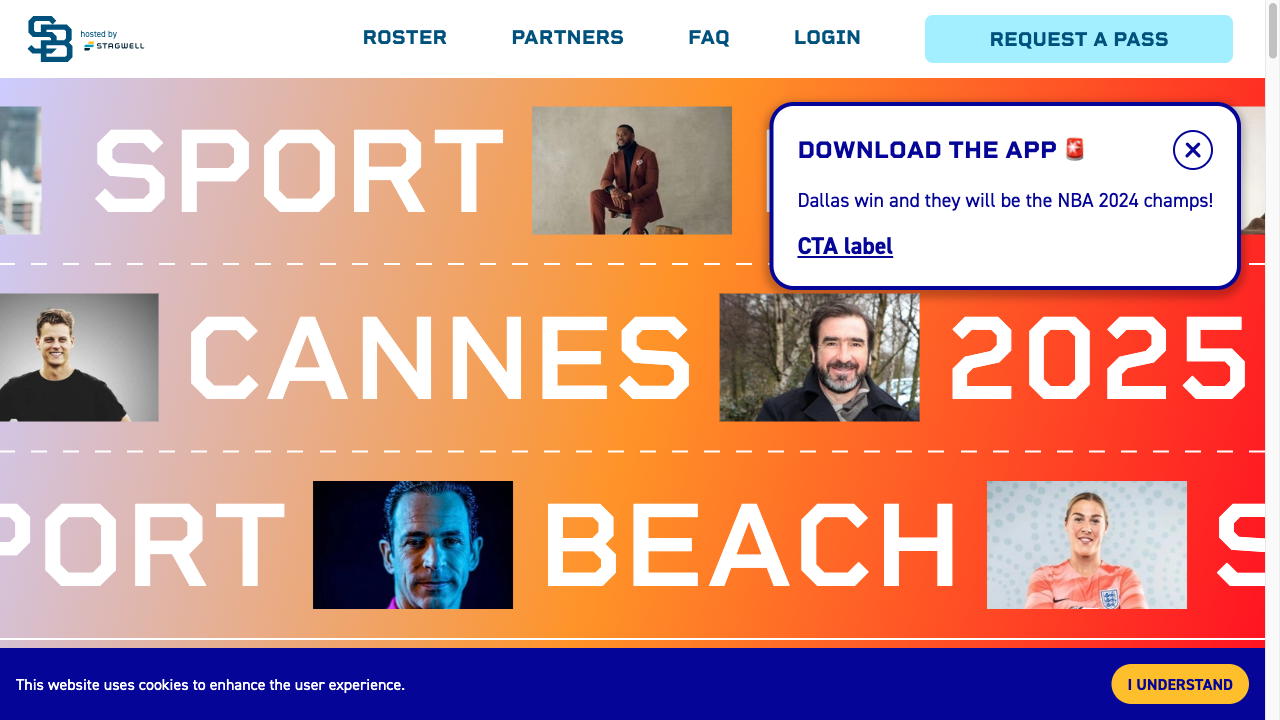 SB
hosted by
STAGWELL
ROSTER
PARTNERS
FAQ
LOGIN
REQUEST A PASS
SPORT
DOWNLOAD THE APP 🚨
Dallas win and they will be the NBA 2024 champs!
CTA label
CANNES
2025
PORT
BEACH
S
This website uses cookies to enhance the user experience.
I UNDERSTAND